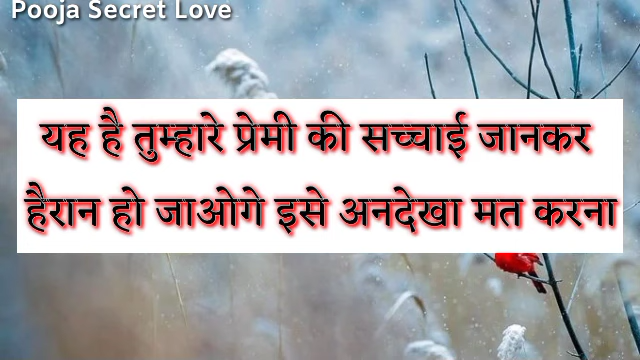 Pooja Secret Love
यह है तुम्हारे प्रेमी की सच्चाई जानकर
हैरान हो जाओगे इसे अनदेखा मत करना